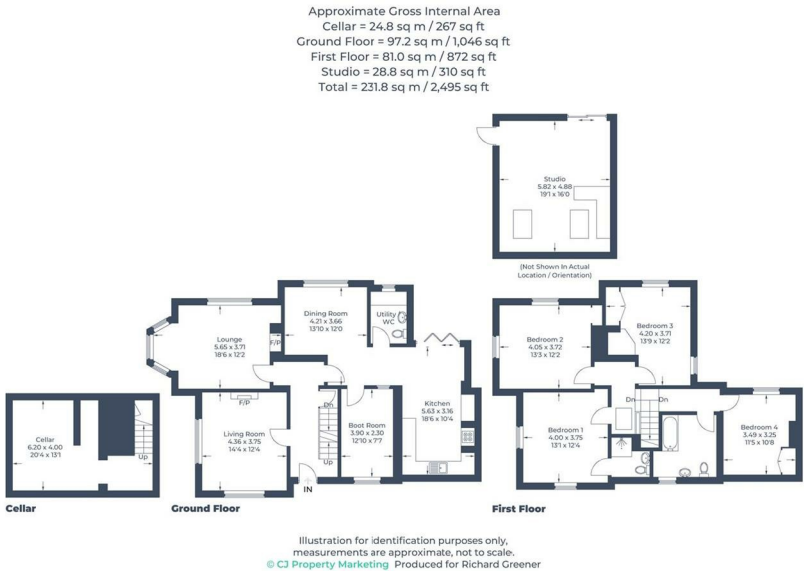 Approximate Gross Internal Area
Cellar = 24.8 sq m / 267 sq ft
Ground Floor = 97.2 sq m / 1,046 sq ft
First Floor = 81.0 sq m / 872 sq ft
Studio = 28.8 sq m / 310 sq ft
Total = 231.8 sq m / 2,495 sq ft
Studio
5.82 x 4.88
19'1 x 16'0
(Not Shown In Actual
Location / Orientation)
Dining Room
4.21 x 3.66
13'10 x 12'0
Utility
WC
Lounge
5.65 x 3.71
18'6 x 12'2
F/P
Bedroom 2
4.05 x 3.72
13'3 x 12'2
Bedroom 3
4.20 x 3.71
13'9 x 12'2
F/P
Dn
Kitchen
5.63 x 3.16
18'6 x 10'4
Cellar
6.20 x 4.00
20'4 x 13'1
Up
Living Room
4.36 x 3.75
14'4 x 12'4
Boot Room
3.90 x 2.30
12'10 x 7'7
Up
IN
Dn
Dn
Bedroom 1
4.00 x 3.75
13'1 x 12'4
Bedroom 4
3.49 x 3.25
11'5 x 10'8
Cellar
Ground Floor
First Floor
Illustration for identification purposes only,
measurements are approximate, not to scale.
© CJ Property Marketing Produced for Richard Greener